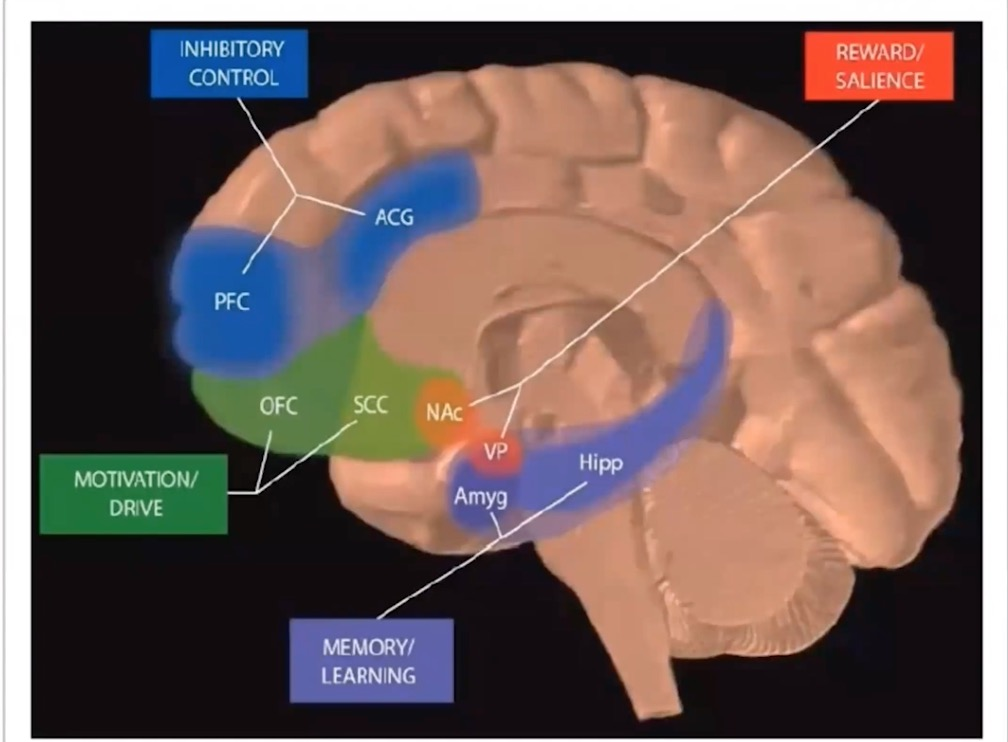 INHIBITORY
CONTROL
REWARD/
SALIENCE
ACG
PFC
OFC
SCC
NAc
VP
Hipp
Amyg
MOTIVATION/
DRIVE
MEMORY/
LEARNING